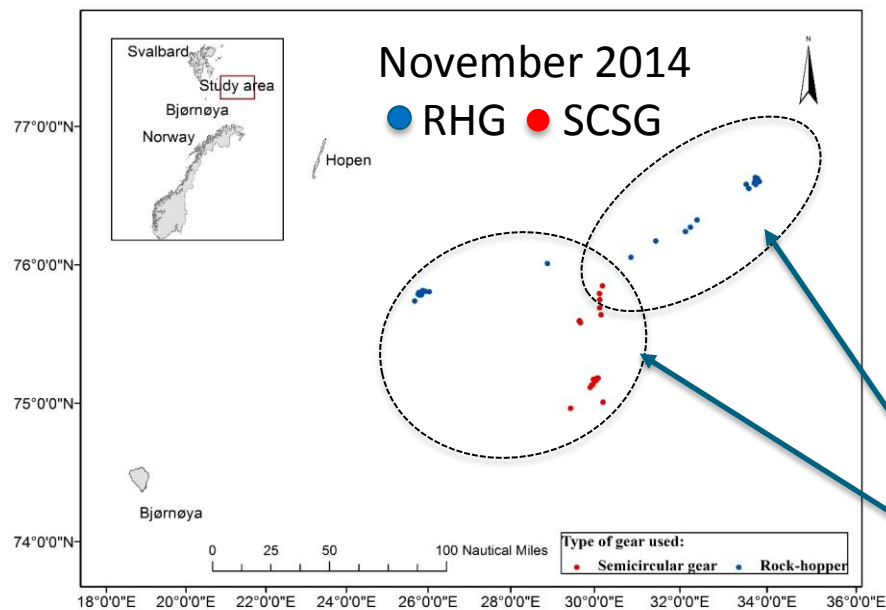 November 2014
RHG SCSG
N
Svalbard
Study area
Bjørnøya
Norway
Hopen
77°0'0"N
76°0'0"N
75°0'0"N
74°0'0"N
Bjørnøya
0 25 50 100 Nautical Miles
Type of gear used:
Semicircular gear Rock-hopper
18°0'0"E 20°0'0"E 22°0'0"E 24°0'0"E 26°0'0"E 28°0'0"E 30°0'0"E 32°0'0"E 34°0'0"E 36°0'0"E